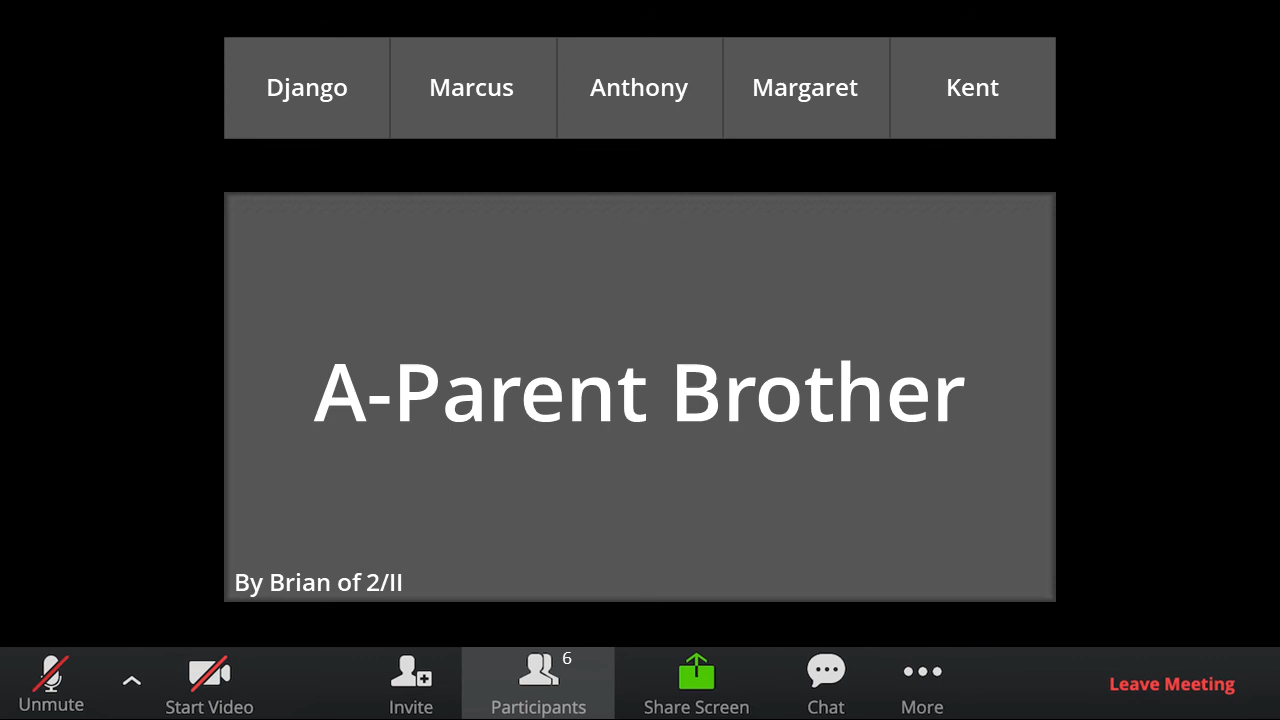 Django
Marcus
Anthony
Margaret
Kent
A-Parent Brother
By Brian of 2/II
6
Unmute
Start Video
Invite
Participants
Share Screen
Chat
More
Leave Meeting